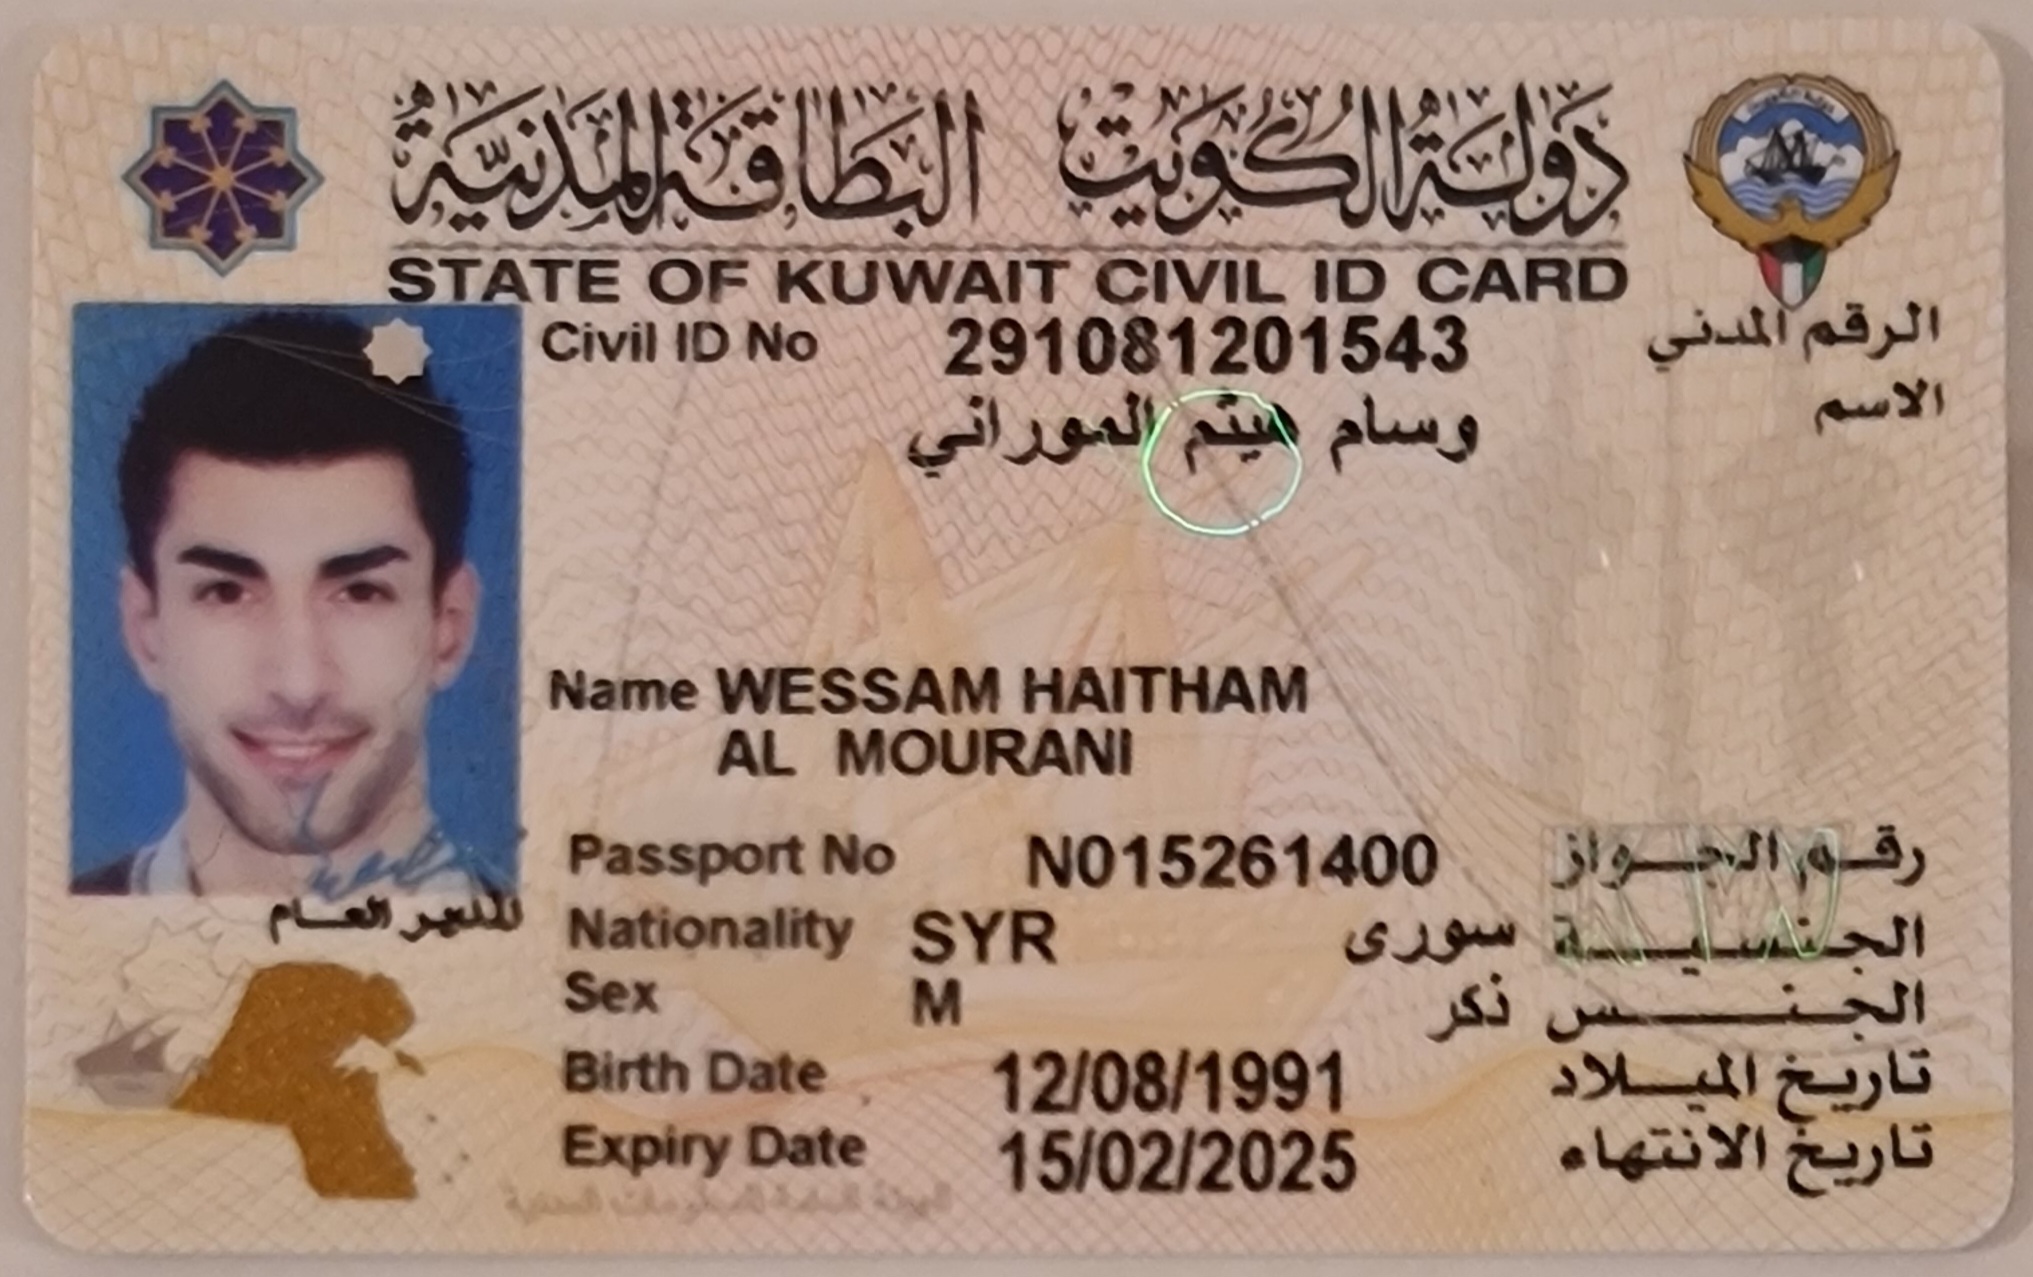 دولة الكويت البطاقة المدنية
STATE OF KUWAIT CIVIL ID CARD
Civil ID No 291081201543 الرقم المدني
الاسم وسام هيثم الموراني
Name WESSAM HAITHAM
AL MOURANI
Passport No N015261400 رقم الجواز
المدير العام
Nationality SYR سورى الجنسية
Sex M ذكر الجنس
Birth Date 12/08/1991 تاريخ الميلاد
Expiry Date 15/02/2025 تاريخ الانتهاء